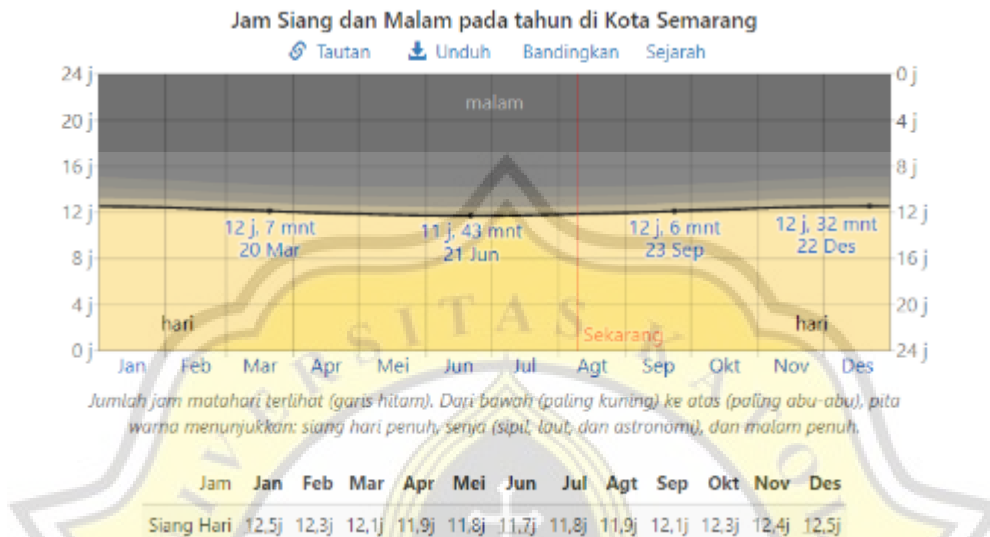 Jam Siang dan Malam pada tahun di Kota Semarang
Tautan Unduh Bandingkan Sejarah
24 j 0 j
malam
20 j 4 j
16 j 8 j
12 j 12 j
12 j, 7 mnt 11 j, 43 mnt 12 j, 6 mnt 12 j, 32 mnt
20 Mar 21 Jun 23 Sep 22 Des
8 j 16 j
4 j 20 j
hari hari
Sekarang
0 j 24 j
Jan Feb Mar Apr Mei Jun Jul Agt Sep Okt Nov Des
Jumlah jam matahari terlihat (garis hitam). Dari bawah (paling kuning) ke atas (paling abu-abu), pita
warna menunjukkan: siang hari penuh, senja (sipil, laut, dan astronomi), dan malam penuh.
Jam Jan Feb Mar Apr Mei Jun Jul Agt Sep Okt Nov Des
Siang Hari 12,5j 12,3j 12,1j 11,9j 11,8j 11,7j 11,8j 11,9j 12,1j 12,3j 12,4j 12,5j
VERSITAS KATO